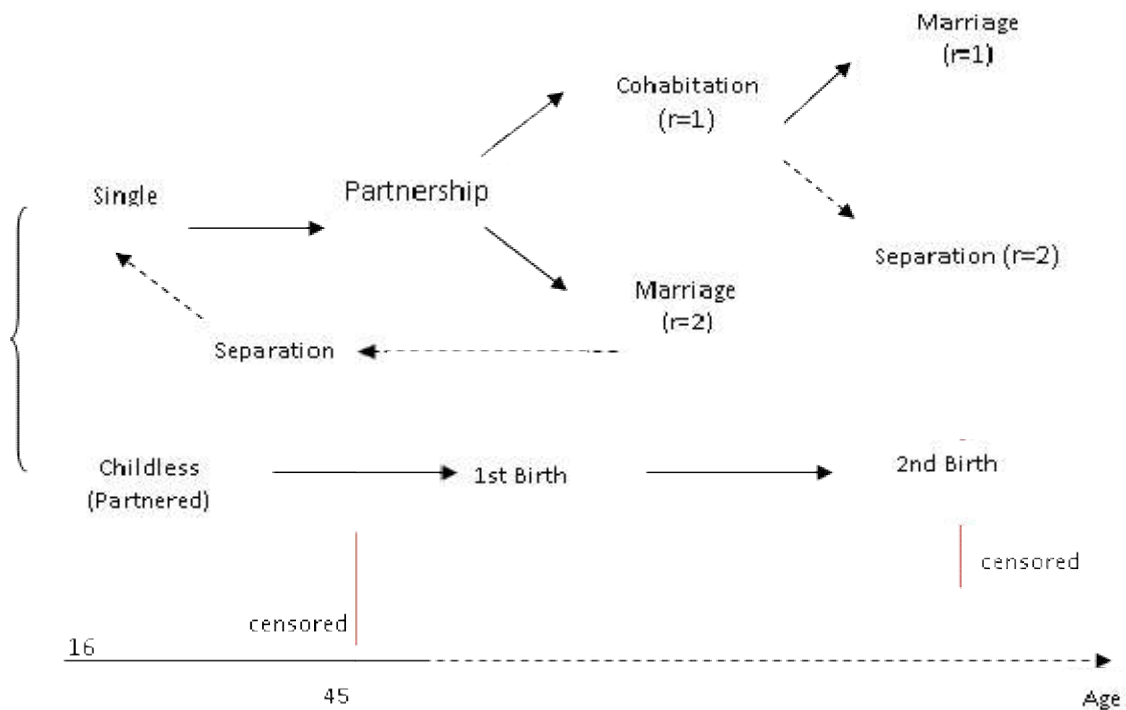 Marriage
(r=1)
Cohabitation
(r=1)
Single
Partnership
Separation (r=2)
Marriage
(r=2)
Separation
Childless
(Partnered)
1st Birth
2nd Birth
censored
censored
16
45
Age